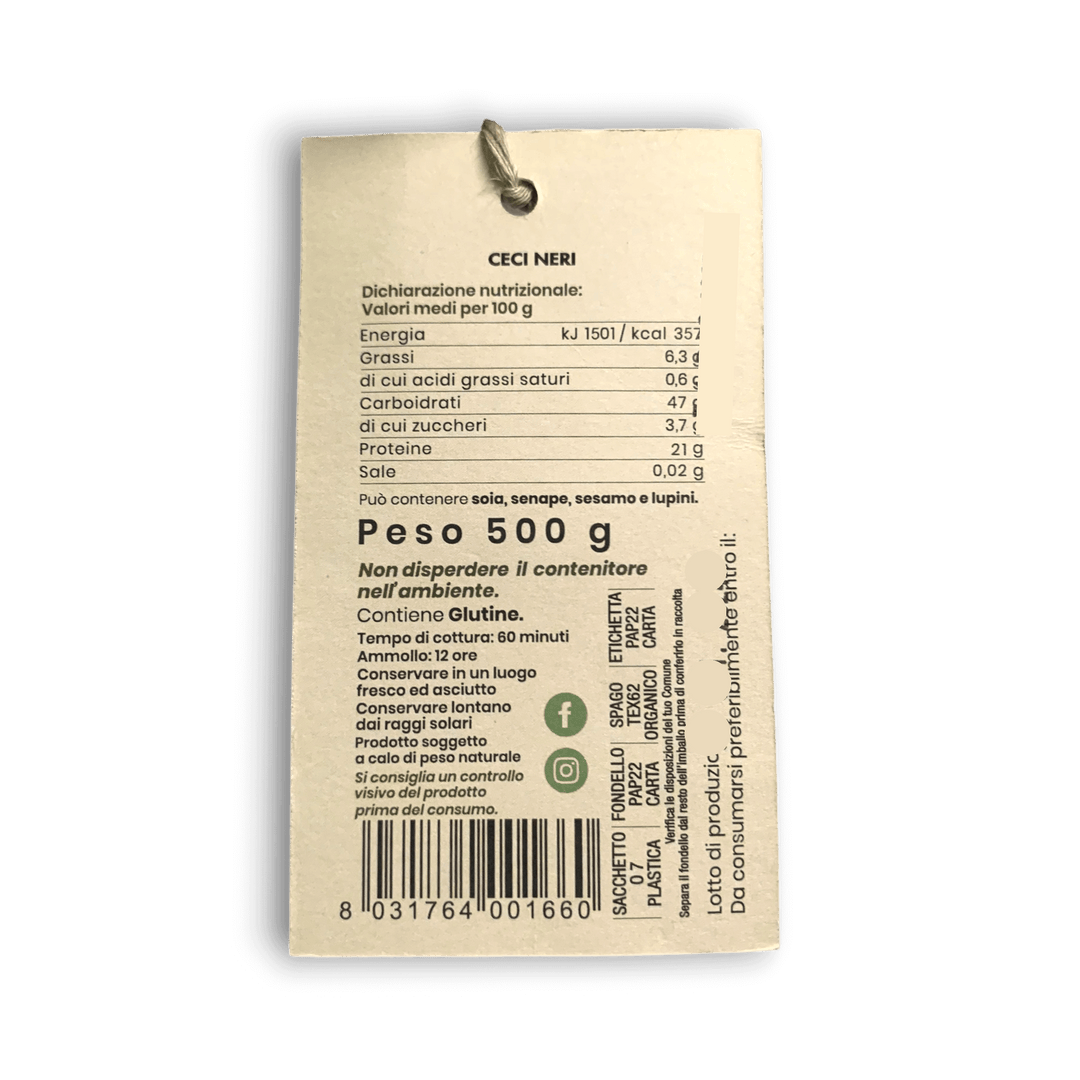 CECI NERI
Dichiarazione nutrizionale:
Valori medi per 100 g
Energia kJ 1501 / kcal 357
Grassi 6,3 g
di cui acidi grassi saturi 0,6 g
Carboidrati 47 g
di cui zuccheri 3,7 g
Proteine 21 g
Sale 0,02 g
Può contenere soia, senape, sesamo e lupini.
Peso 500 g
Non disperdere il contenitore
nell'ambiente.
Contiene Glutine.
Tempo di cottura: 60 minuti
Ammollo: 12 ore
Conservare in un luogo
fresco ed asciutto
Conservare lontano
dai raggi solari
Prodotto soggetto
a calo di peso naturale
Si consiglia un controllo
visivo del prodotto
prima del consumo.
8 031764 001660
SACCHETTO FONDELLO SPAGO ETICHETTA
0 7 PAP22 TEX62 PAP22
PLASTICA CARTA ORGANICO CARTA
Verifica le disposizioni del tuo Comune
Separa il fondello dal resto dell'imballo prima di conferirlo in raccolta
Lotto di
Da consumarsi preferibilmente entro il: